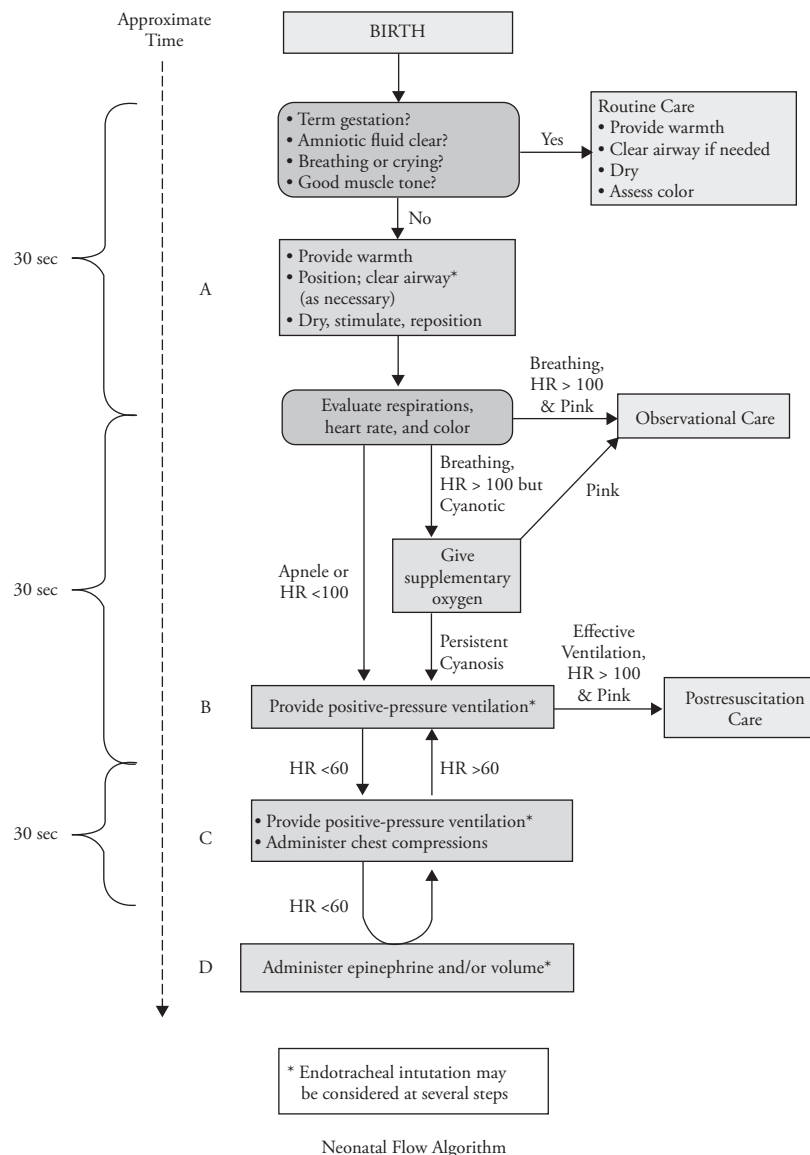 Approximate
Time
BIRTH
• Term gestation?
• Amniotic fluid clear?
• Breathing or crying?
• Good muscle tone?
Yes
Routine Care
• Provide warmth
• Clear airway if needed
• Dry
• Assess color
No
30 sec
A
• Provide warmth
• Position; clear airway*
(as necessary)
• Dry, stimulate, reposition
Evaluate respirations,
heart rate, and color
Breathing,
HR > 100
& Pink
Observational Care
Breathing,
HR > 100 but
Cyanotic
Pink
30 sec
Apnele or
HR <100
Give
supplementary
oxygen
Persistent
Cyanosis
Effective
Ventilation,
HR > 100
& Pink
B
Provide positive-pressure ventilation*
Postresuscitation
Care
HR <60
HR >60
30 sec
C
• Provide positive-pressure ventilation*
• Administer chest compressions
HR <60
D
Administer epinephrine and/or volume*
* Endotracheal intutation may
be considered at several steps
Neonatal Flow Algorithm